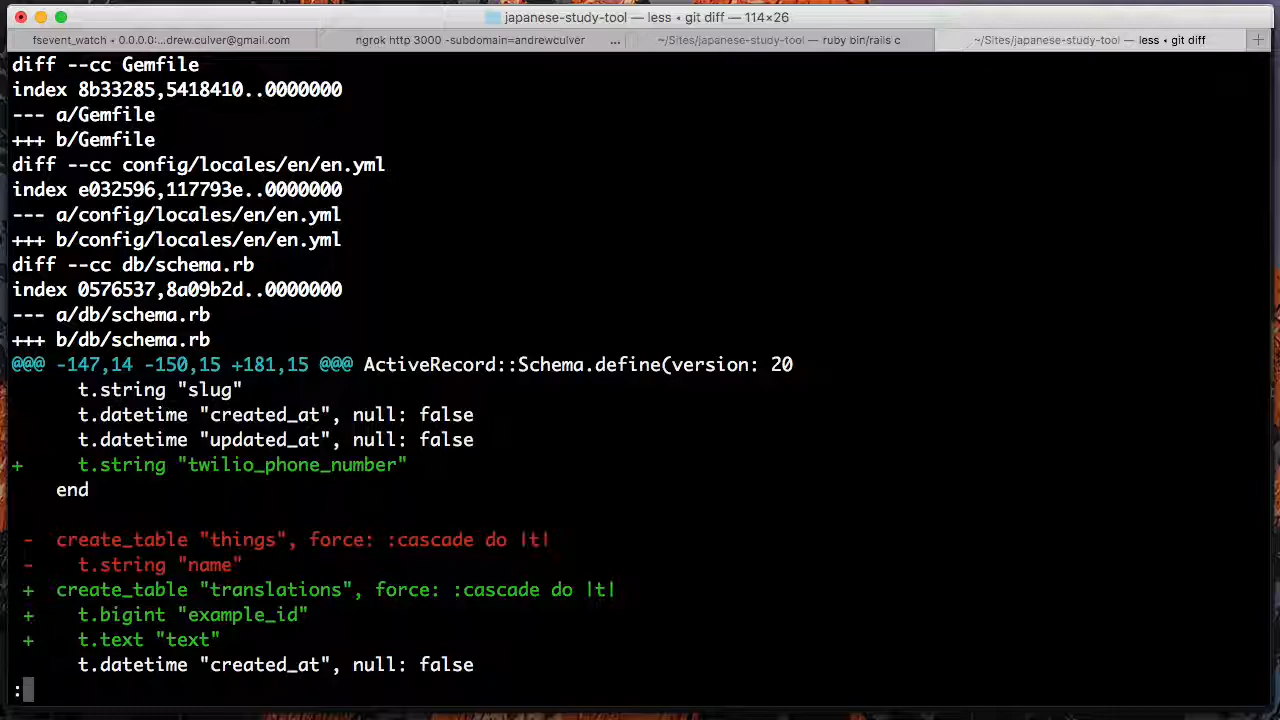 japanese-study-tool — less ◂ git diff — 114×26
fsevent_watch ◂ 0.0.0.0:...drew.culver@gmail.com
ngrok http 3000 -subdomain=andrewculver ...
~/Sites/japanese-study-tool — ruby bin/rails c
~/Sites/japanese-study-tool — less ◂ git diff +
diff --cc Gemfile
index 8b33285,5418410..0000000
--- a/Gemfile
+++ b/Gemfile
diff --cc config/locales/en/en.yml
index e032596,117793e..0000000
--- a/config/locales/en/en.yml
+++ b/config/locales/en/en.yml
diff --cc db/schema.rb
index 0576537,8a09b2d..0000000
--- a/db/schema.rb
+++ b/db/schema.rb
@@@ -147,14 -150,15 +181,15 @@@ ActiveRecord::Schema.define(version: 20
t.string "slug"
t.datetime "created_at", null: false
t.datetime "updated_at", null: false
+ t.string "twilio_phone_number"
end
- create_table "things", force: :cascade do |t|
- t.string "name"
+ create_table "translations", force: :cascade do |t|
+ t.bigint "example_id"
+ t.text "text"
t.datetime "created_at", null: false
: